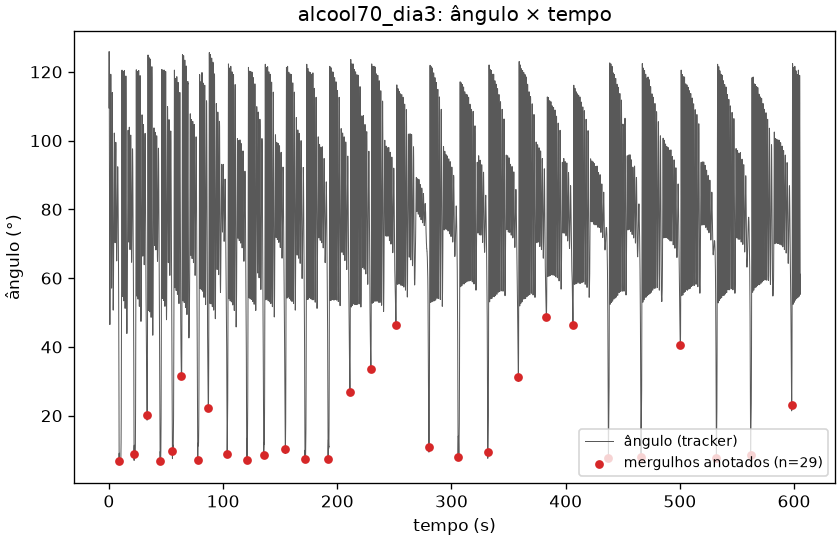 alcool70_dia3: ângulo × tempo
ângulo (°)
120
100
80
60
40
20
0
100
200
300
400
500
600
tempo (s)
ângulo (tracker)
mergulhos anotados (n=29)